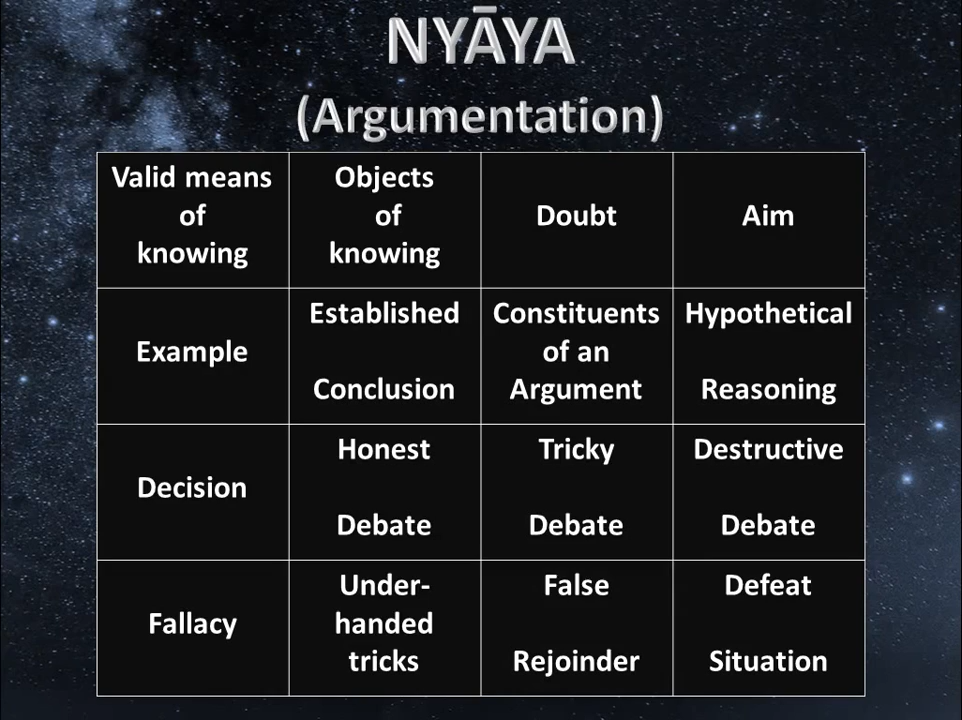 NYĀYA
(Argumentation)
Valid means
of
knowing
Objects
of
knowing
Doubt
Aim
Example
Established
Conclusion
Constituents
of an
Argument
Hypothetical
Reasoning
Decision
Honest
Debate
Tricky
Debate
Destructive
Debate
Fallacy
Under-
handed
tricks
False
Rejoinder
Defeat
Situation